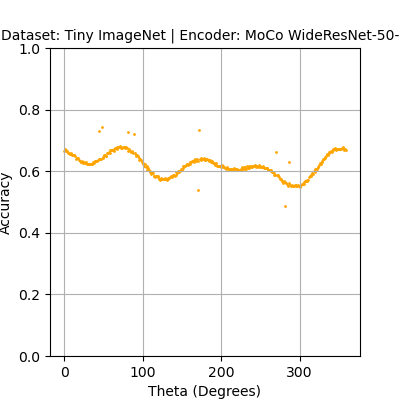 Dataset: Tiny ImageNet | Encoder: MoCo WideResNet-50-
1.0
0.8
0.6
0.4
0.2
0.0
Accuracy
0 100 200 300
Theta (Degrees)